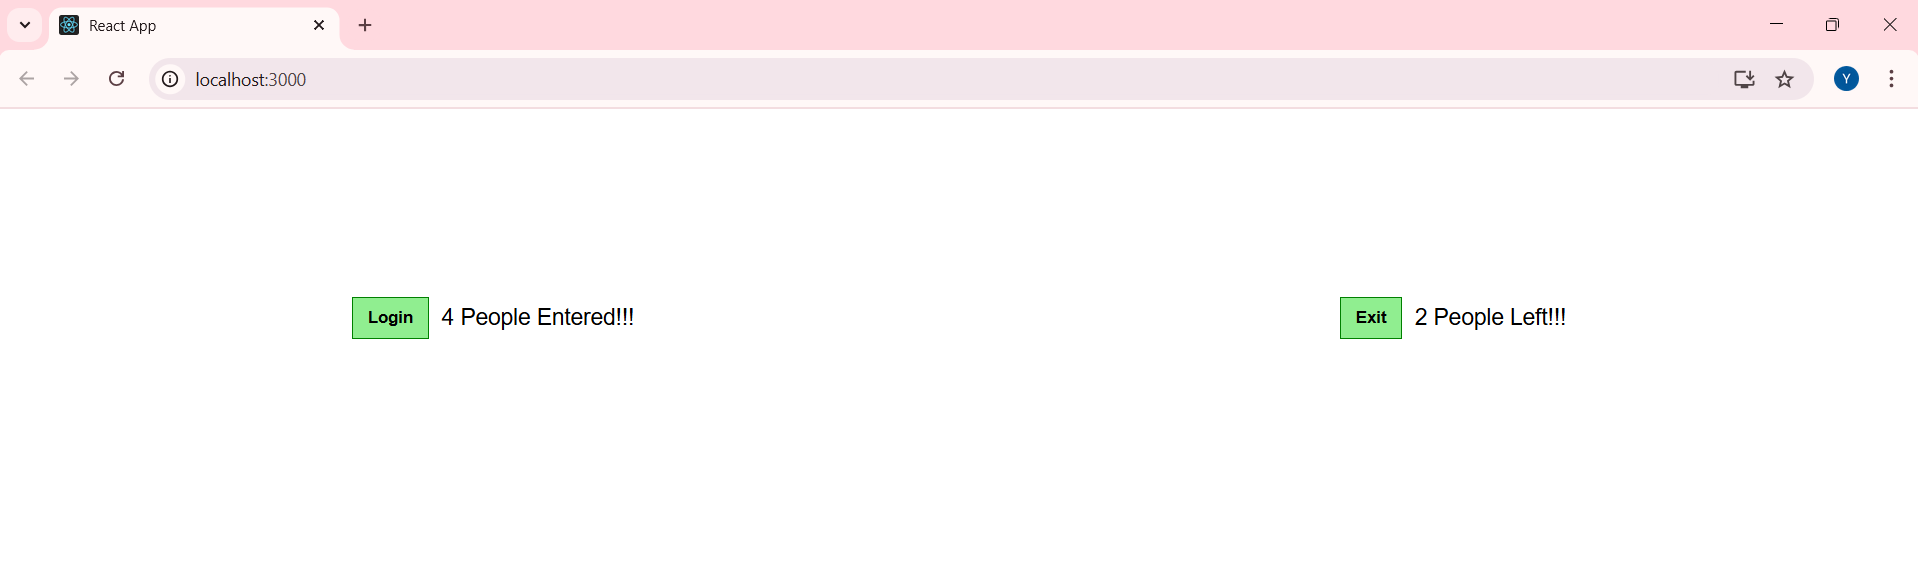 React App
localhost:3000
Y
Login 4 People Entered!!! Exit 2 People Left!!!